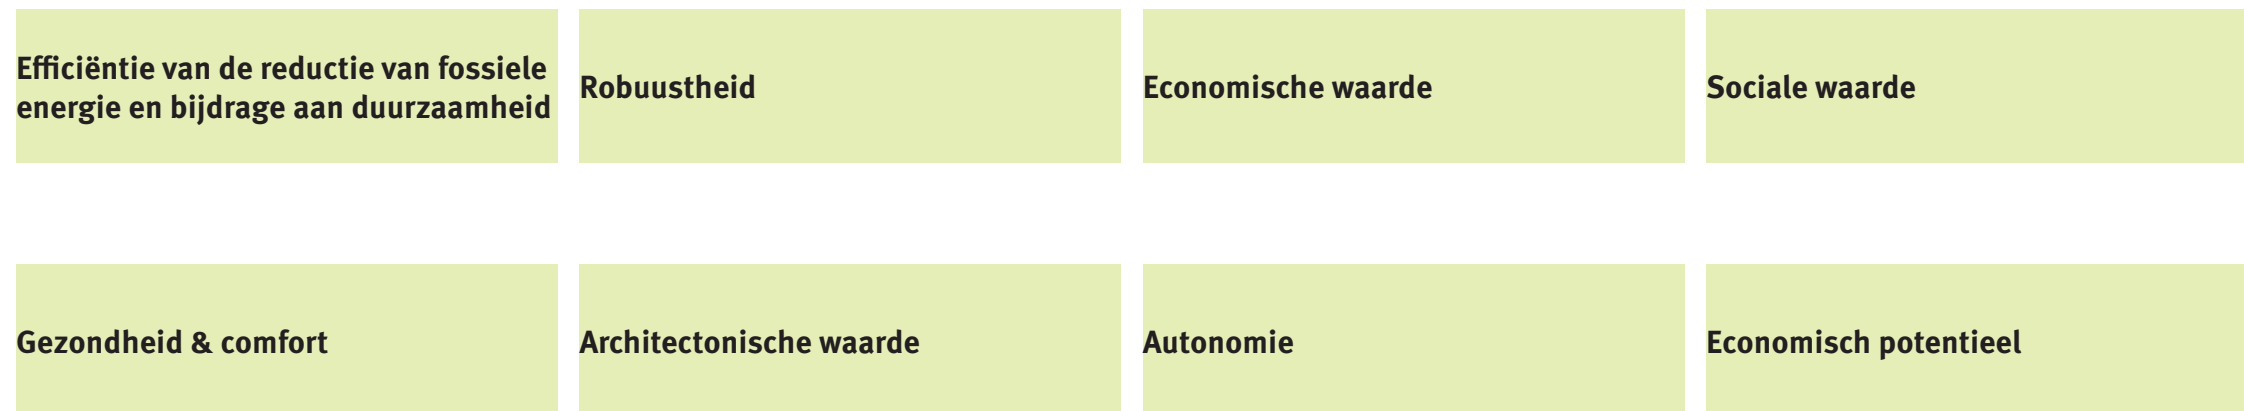 Efficiëntie van de reductie van fossiele
energie en bijdrage aan duurzaamheid
Robuustheid
Economische waarde
Sociale waarde
Gezondheid & comfort
Architectonische waarde
Autonomie
Economisch potentieel